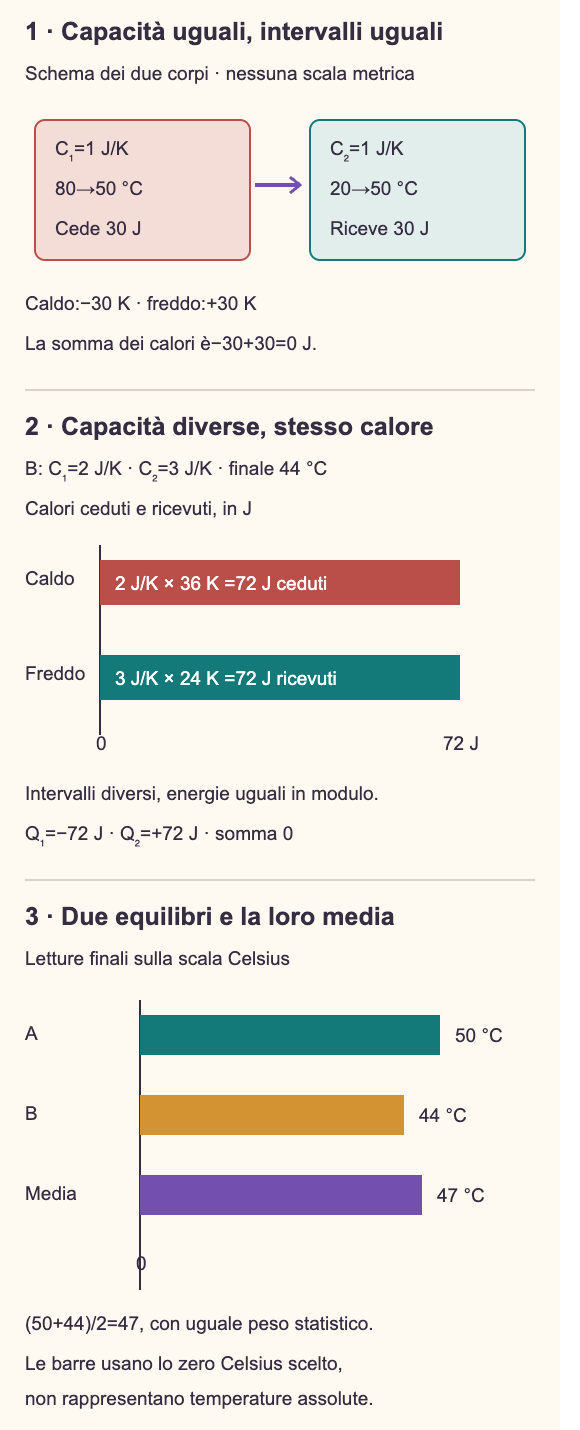 1 · Capacità uguali, intervalli uguali
Schema dei due corpi · nessuna scala metrica
C₁=1 J/K
80→50 °C
Cede 30 J
C₂=1 J/K
20→50 °C
Riceve 30 J
Caldo:−30 K · freddo:+30 K
La somma dei calori è−30+30=0 J.
2 · Capacità diverse, stesso calore
B: C₁=2 J/K · C₂=3 J/K · finale 44 °C
Calori ceduti e ricevuti, in J
Caldo
2 J/K × 36 K =72 J ceduti
Freddo
3 J/K × 24 K =72 J ricevuti
0
72 J
Intervalli diversi, energie uguali in modulo.
Q₁=−72 J · Q₂=+72 J · somma 0
3 · Due equilibri e la loro media
Letture finali sulla scala Celsius
A
50 °C
B
44 °C
Media
47 °C
0
(50+44)/2=47, con uguale peso statistico.
Le barre usano lo zero Celsius scelto,
non rappresentano temperature assolute.